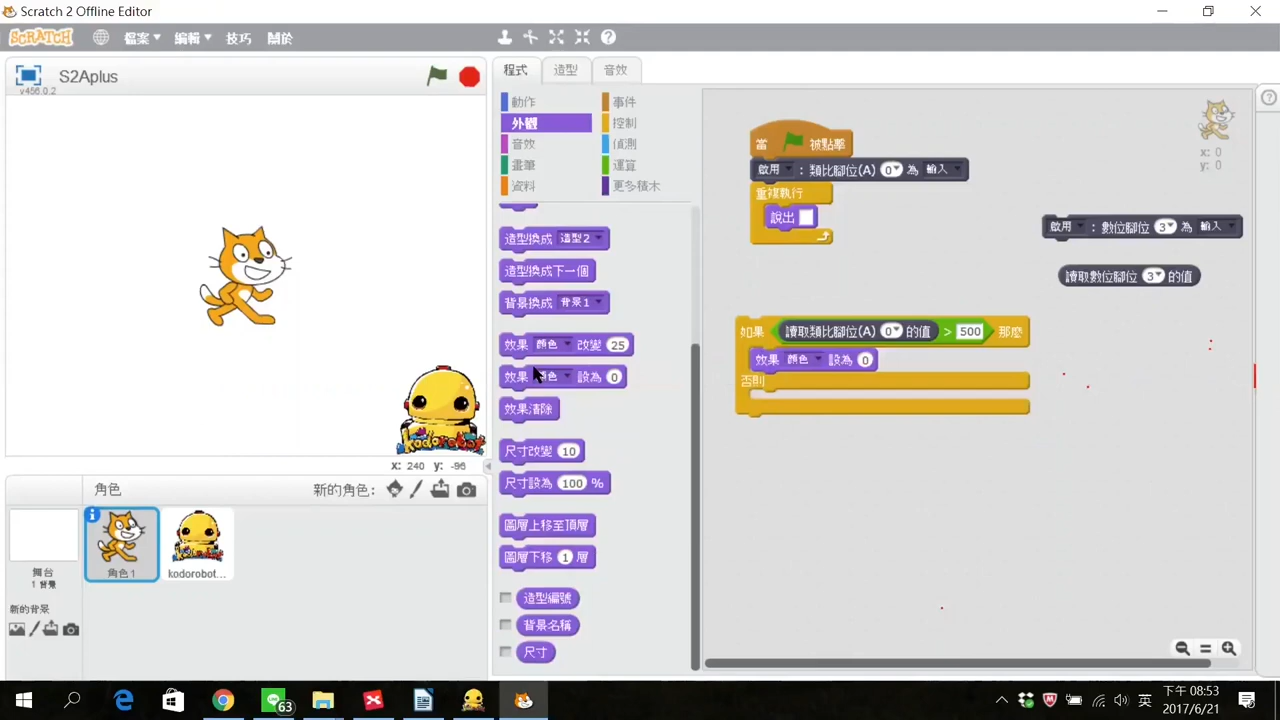 Scratch 2 Offline Editor
SCRATCH 檔案 編輯 技巧 關於
S2Aplus
v456.0.2
程式 造型 音效
動作 事件
外觀 控制
音效 偵測
畫筆 運算
資料 更多積木
造型換成 造型2
造型換成下一個
背景換成 背景1
效果 顏色 改變 25
效果 顏色 設為 0
效果清除
尺寸改變 10
尺寸設為 100 %
圖層上移至頂層
圖層下移 1 層
造型編號
背景名稱
尺寸
當 被點擊
啟用 : 類比腳位(A) 0 為 輸入
重複執行
說出
啟用 : 數位腳位 3 為 輸入
讀取數位腳位 3 的值
如果 讀取類比腳位(A) 0 的值 > 500 那麼
效果 顏色 設為 0
否則
x: 0
y: 0
kodorobot
x: 240 y: -96
角色 新的角色:
舞台
1 背景
新的背景
角色1
kodorobot...
63
英
下午 08:53
2017/6/21